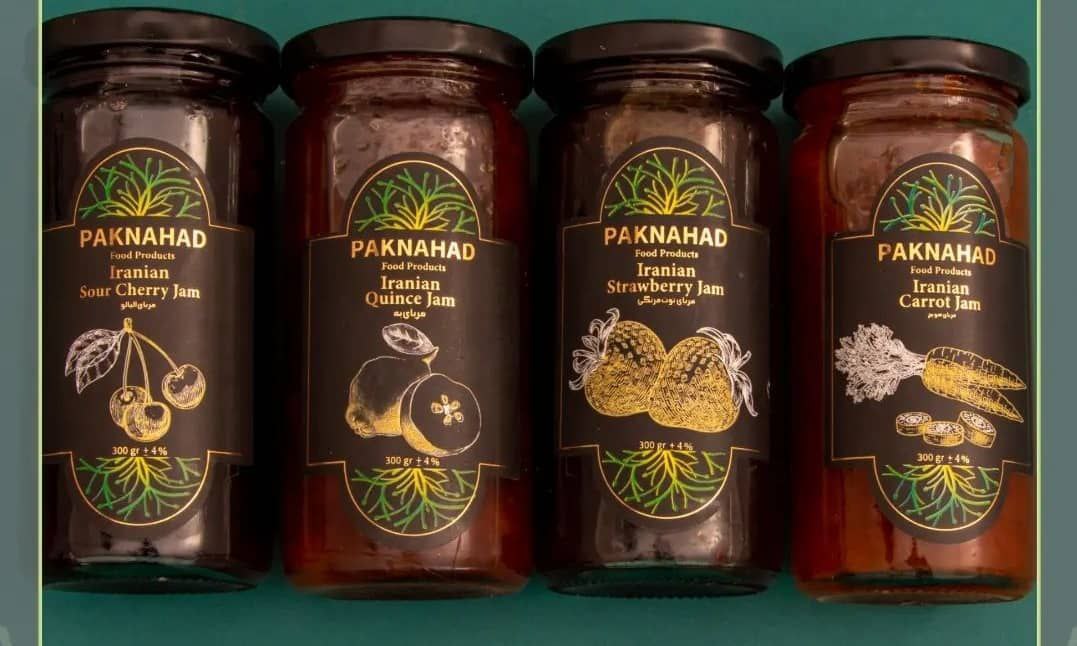 PAKNAHAD
Food Products
Iranian
Sour Cherry Jam
مربای البالو
300 gr ± 4%
PAKNAHAD
Food Products
Iranian
Quince Jam
مربای به
300 gr ± 4%
PAKNAHAD
Food Products
Iranian
Strawberry Jam
مربای توت فرنگی
300 gr ± 4%
PAKNAHAD
Food Products
Iranian
Carrot Jam
مربای هویج
300 gr ± 4%